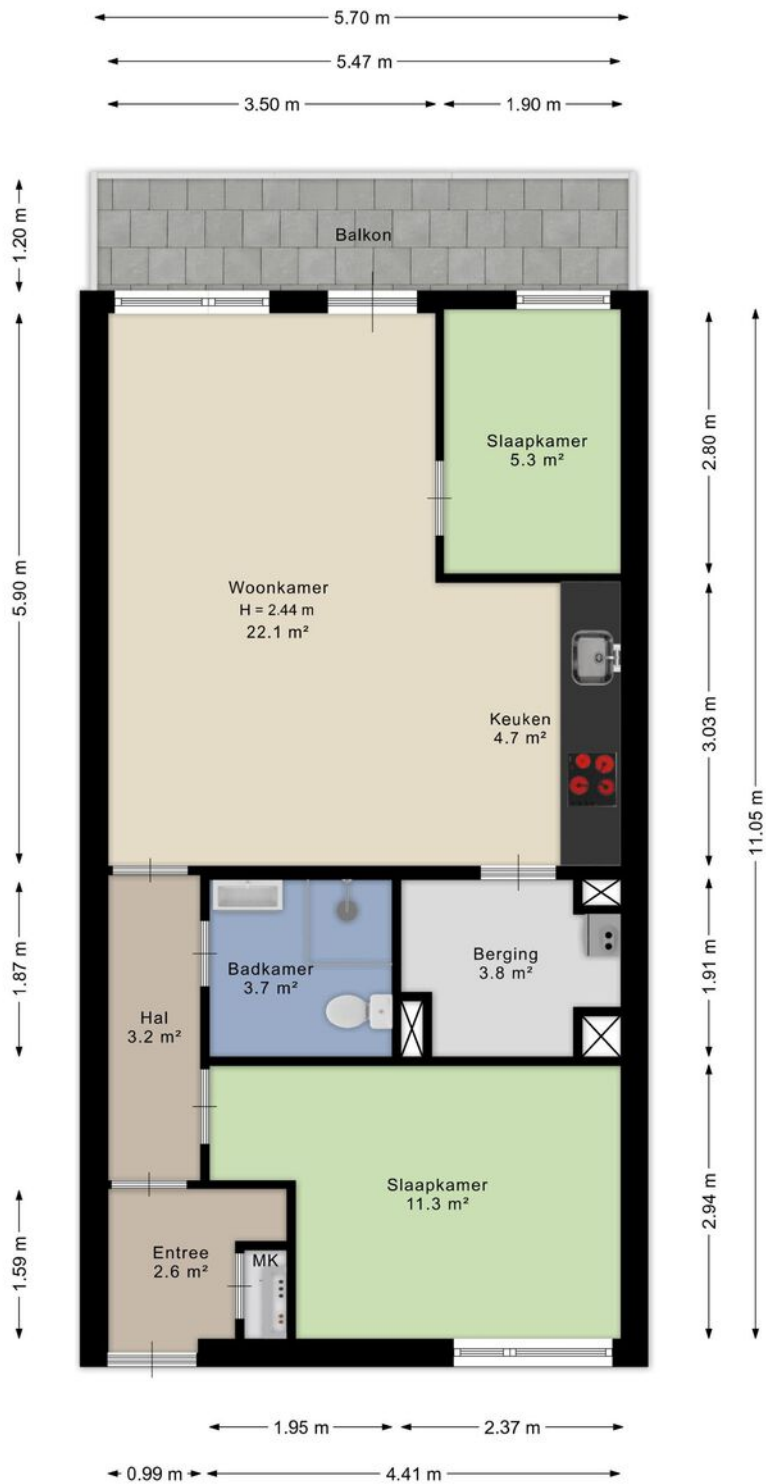 5.70 m
5.47 m
3.50 m
1.90 m
1.20 m
Balkon
Slaapkamer
5.3 m²
2.80 m
5.90 m
Woonkamer
H = 2.44 m
22.1 m²
Keuken
4.7 m²
3.03 m
11.05 m
1.87 m
Badkamer
3.7 m²
Berging
3.8 m²
1.91 m
Hal
3.2 m²
Slaapkamer
11.3 m²
2.94 m
1.59 m
Entree
2.6 m²
MK
1.95 m
2.37 m
0.99 m
4.41 m